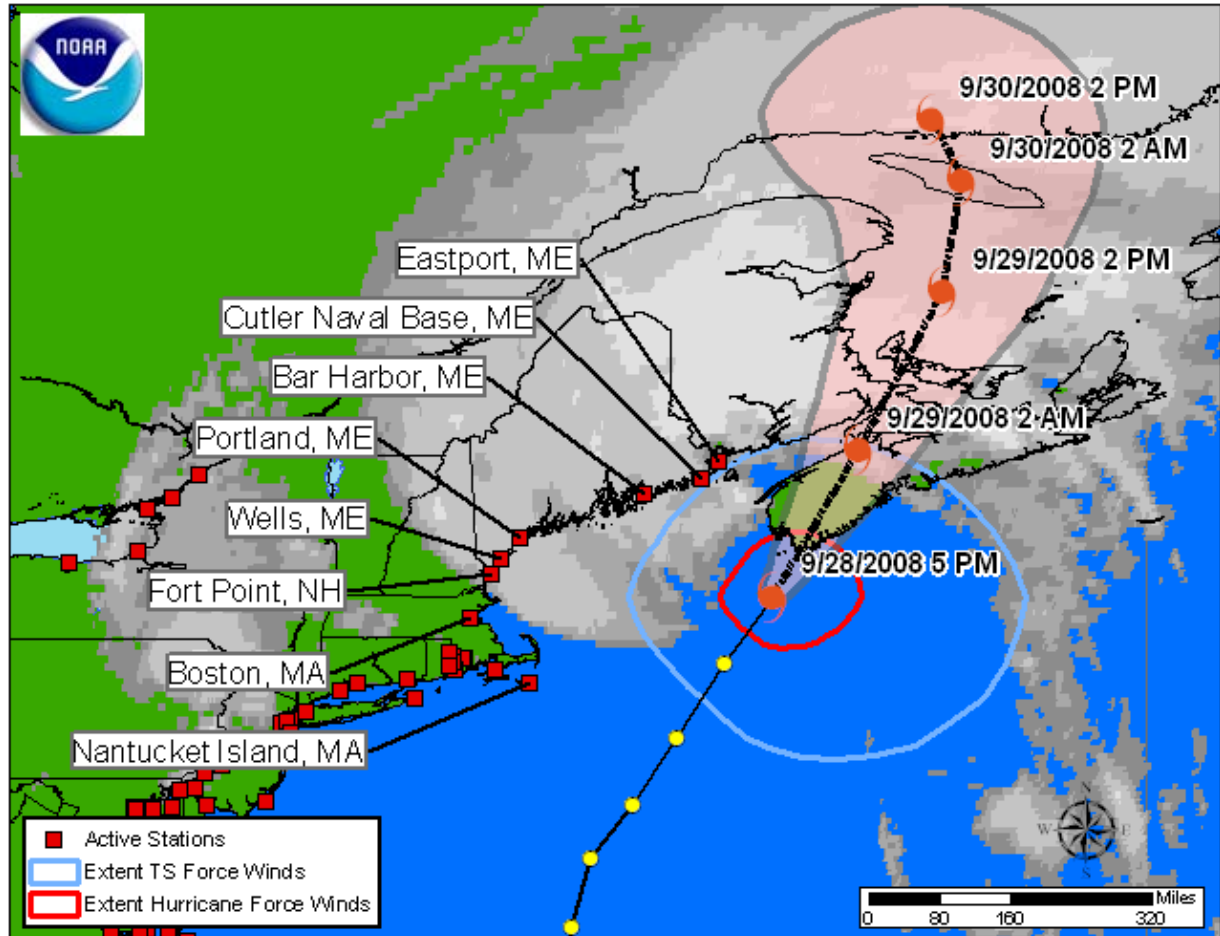 NOAA
9/30/2008 2 PM
9/30/2008 2 AM
9/29/2008 2 PM
9/29/2008 2 AM
9/28/2008 5 PM
Eastport, ME
Cutler Naval Base, ME
Bar Harbor, ME
Portland, ME
Wells, ME
Fort Point, NH
Boston, MA
Nantucket Island, MA
Active Stations
Extent TS Force Winds
Extent Hurricane Force Winds
N
W E
S
Miles
0 80 160 320